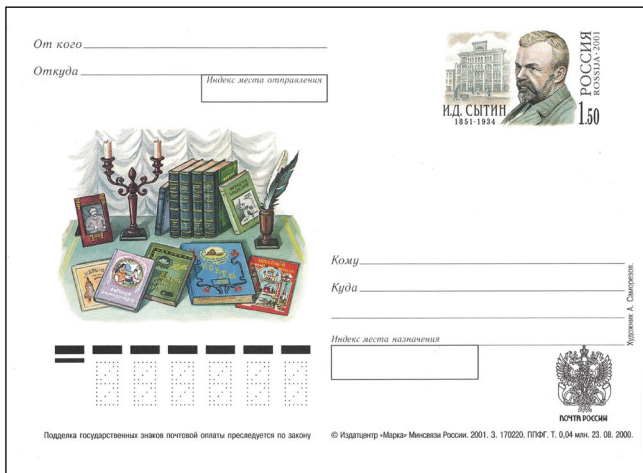 От кого
Откуда
Индекс места отправления
И.Д. СЫТИН
1851-1934
РОССИЯ
ROSSIJA·2001
1.50
Кому
Куда
Индекс места назначения
Художник А. Саморезов.
ПОЧТА РОССИИ
Подделка государственных знаков почтовой оплаты преследуется по закону
© Издатцентр «Марка» Минсвязи России. 2001. З. 170220. ППФГ. Т. 0,04 млн. 23. 08. 2000.